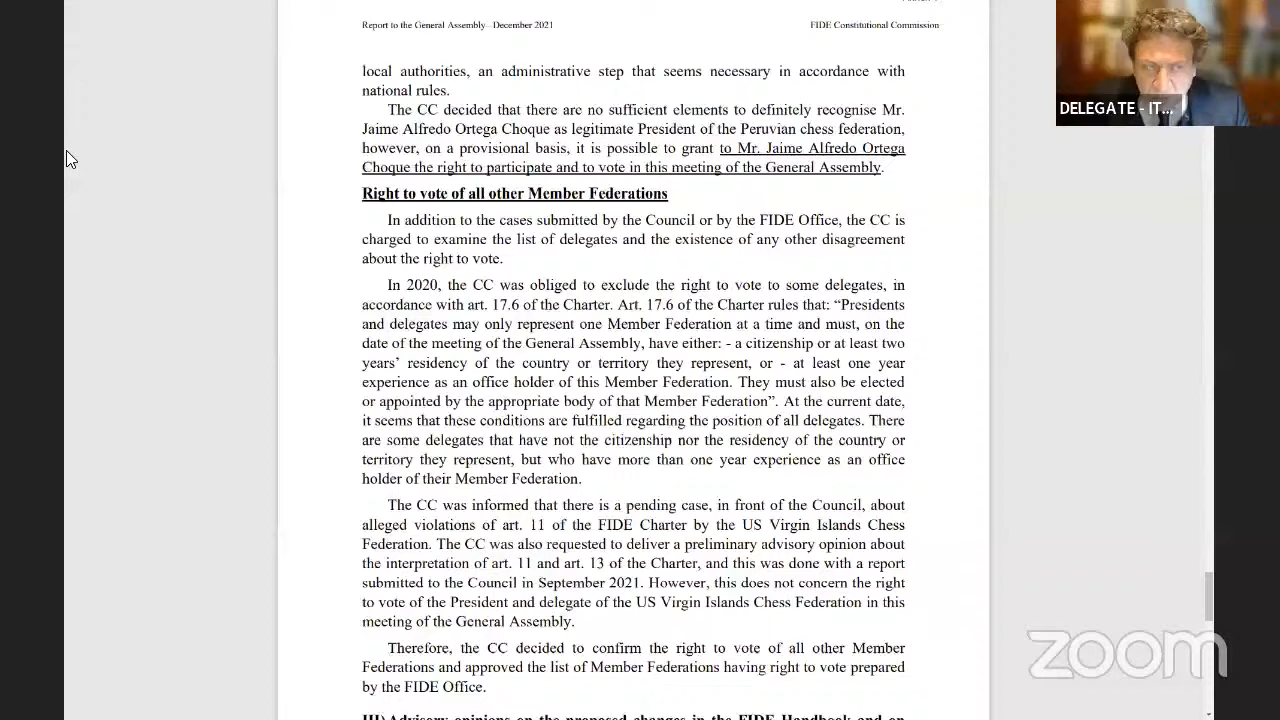 Report to the General Assembly–December 2021
FIDE Constitutional Commission
DELEGATE - IT...
local authorities, an administrative step that seems necessary in accordance with
national rules.
The CC decided that there are no sufficient elements to definitely recognise Mr.
Jaime Alfredo Ortega Choque as legitimate President of the Peruvian chess federation,
however, on a provisional basis, it is possible to grant to Mr. Jaime Alfredo Ortega
Choque the right to participate and to vote in this meeting of the General Assembly.
Right to vote of all other Member Federations
In addition to the cases submitted by the Council or by the FIDE Office, the CC is
charged to examine the list of delegates and the existence of any other disagreement
about the right to vote.
In 2020, the CC was obliged to exclude the right to vote to some delegates, in
accordance with art. 17.6 of the Charter. Art. 17.6 of the Charter rules that: “Presidents
and delegates may only represent one Member Federation at a time and must, on the
date of the meeting of the General Assembly, have either: - a citizenship or at least two
years’ residency of the country or territory they represent, or - at least one year
experience as an office holder of this Member Federation. They must also be elected
or appointed by the appropriate body of that Member Federation”. At the current date,
it seems that these conditions are fulfilled regarding the position of all delegates. There
are some delegates that have not the citizenship nor the residency of the country or
territory they represent, but who have more than one year experience as an office
holder of their Member Federation.
The CC was informed that there is a pending case, in front of the Council, about
alleged violations of art. 11 of the FIDE Charter by the US Virgin Islands Chess
Federation. The CC was also requested to deliver a preliminary advisory opinion about
the interpretation of art. 11 and art. 13 of the Charter, and this was done with a report
submitted to the Council in September 2021. However, this does not concern the right
to vote of the President and delegate of the US Virgin Islands Chess Federation in this
meeting of the General Assembly.
Therefore, the CC decided to confirm the right to vote of all other Member
Federations and approved the list of Member Federations having right to vote prepared
by the FIDE Office.
III) Advisory opinions on the proposed changes in the FIDE Handbook and on
zoom